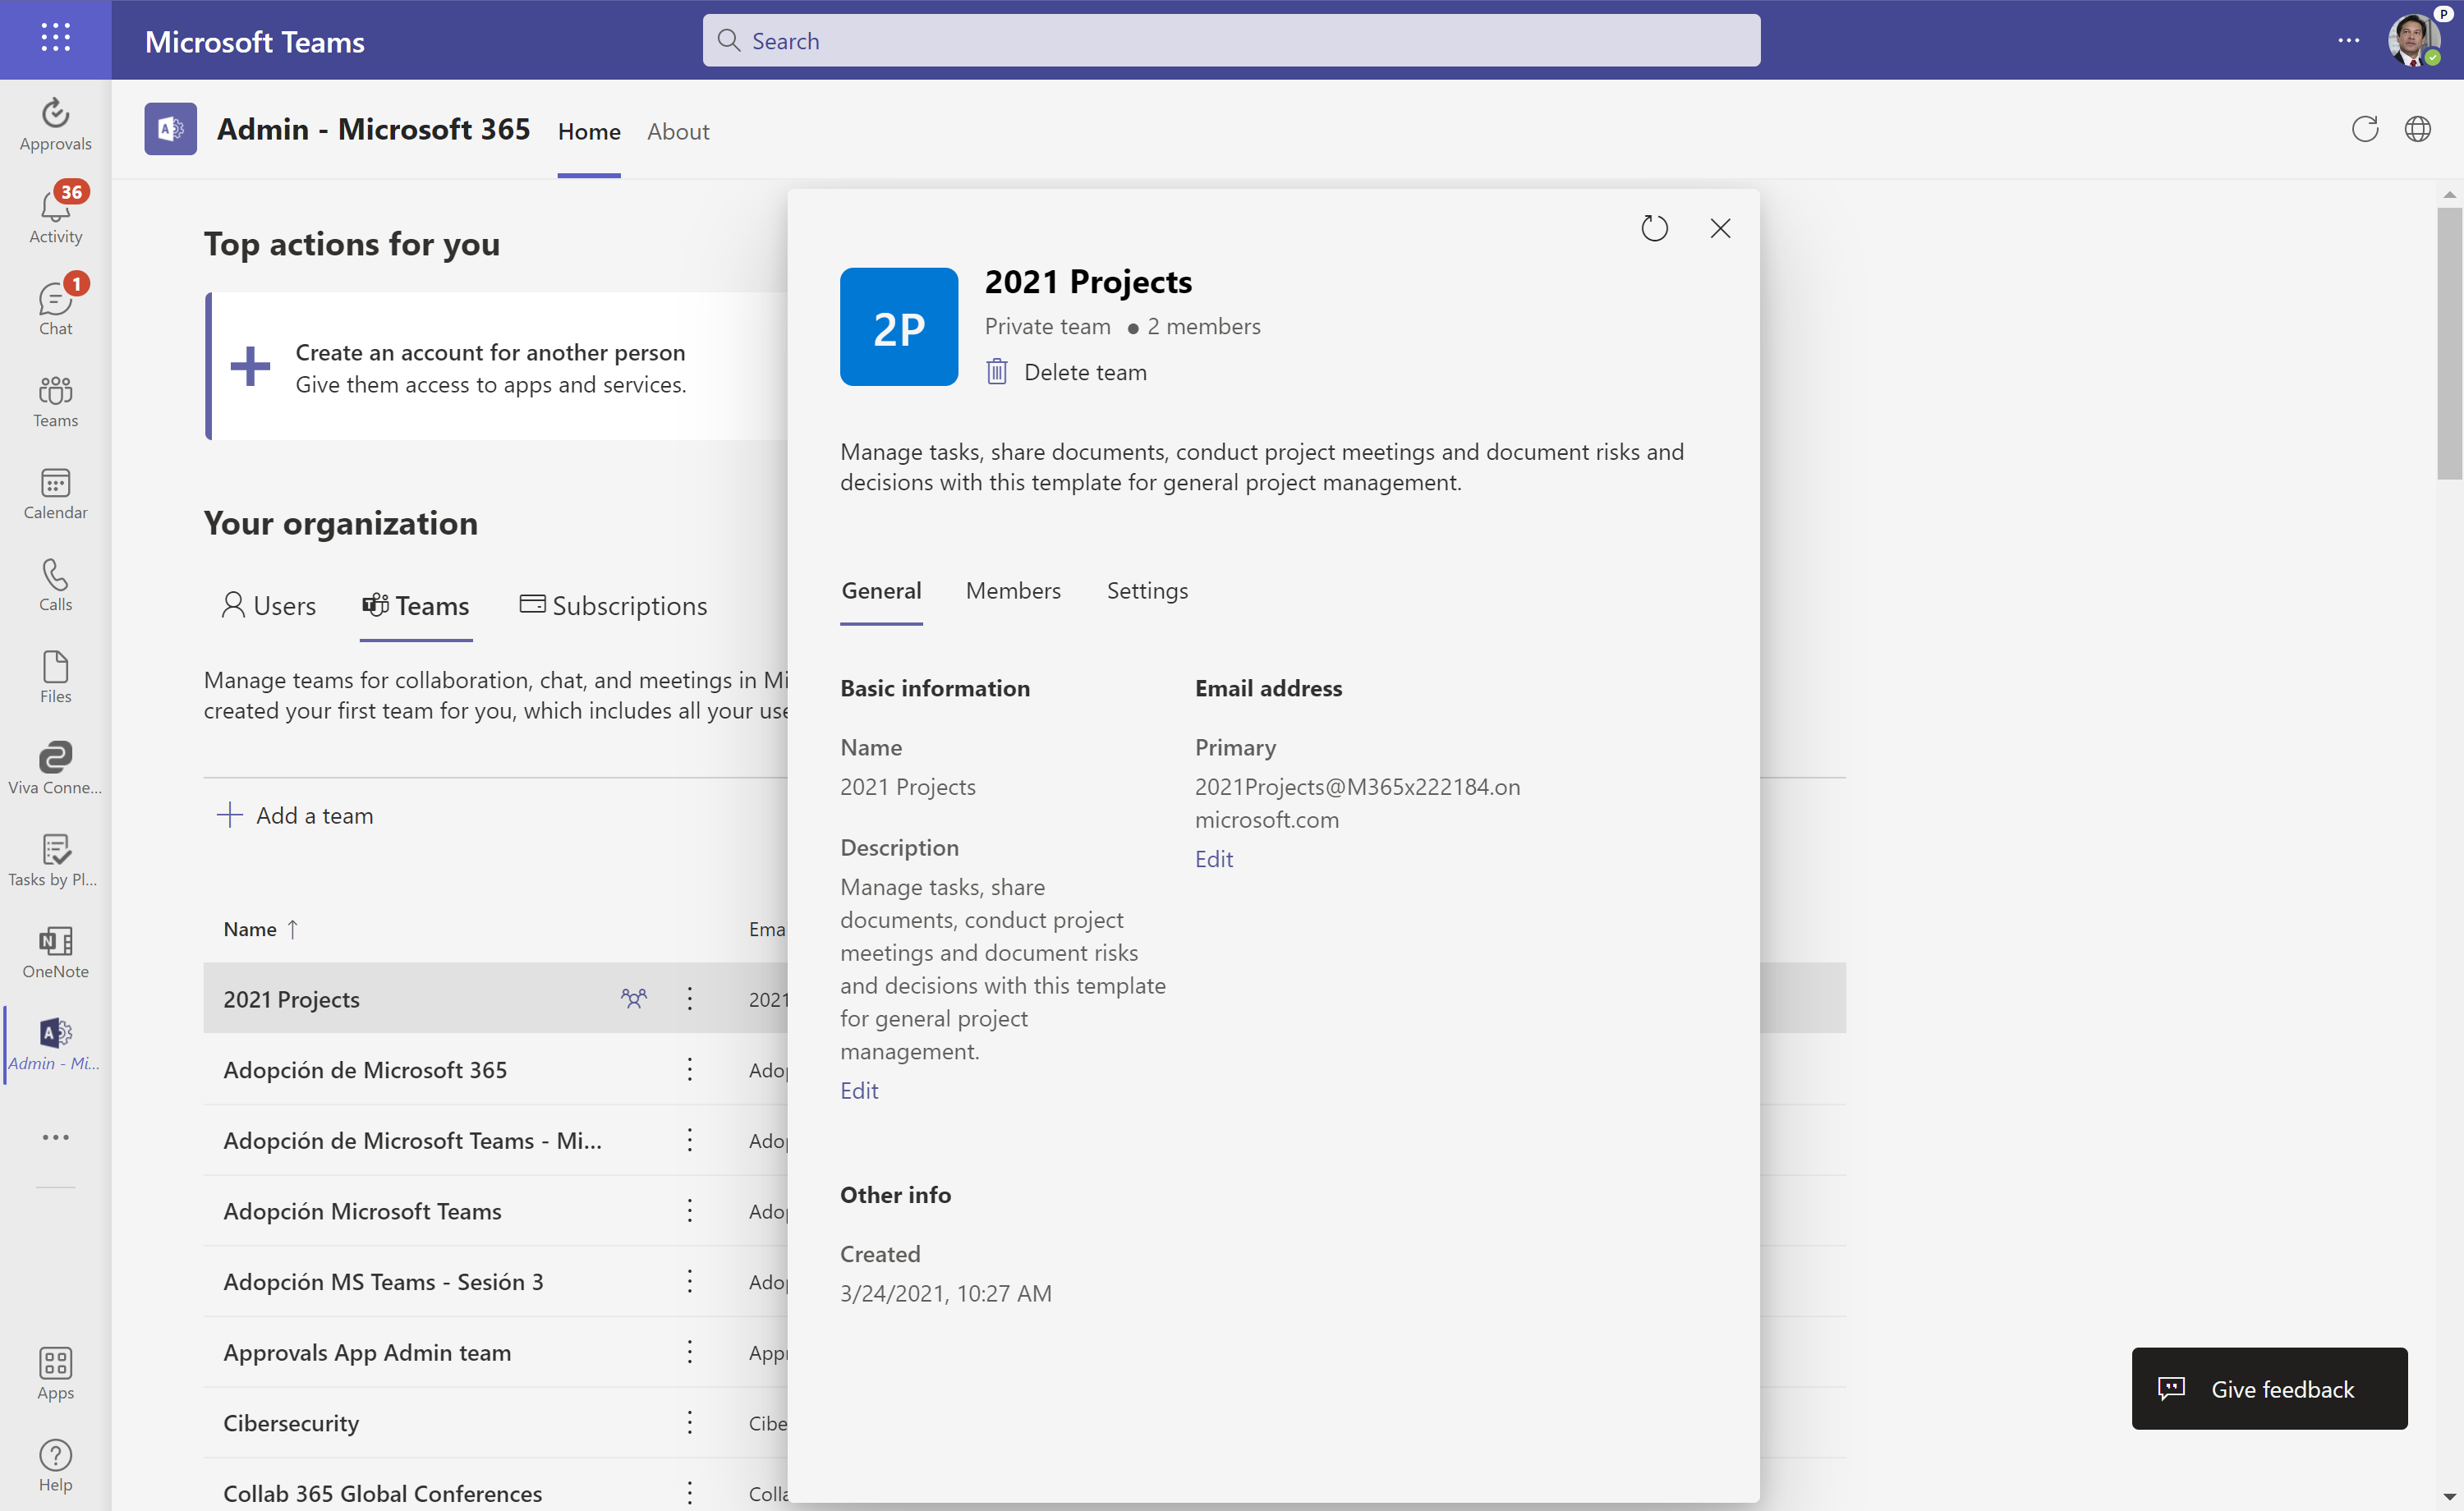 Microsoft Teams
Search
P
Approvals
36
Activity
1
Chat
Teams
Calendar
Calls
Files
Viva Conne...
Tasks by Pl...
OneNote
Admin - Mi...
Apps
Help
Admin - Microsoft 365
Home
About
Top actions for you
Create an account for another person
Give them access to apps and services.
Your organization
Users
Teams
Subscriptions
Manage teams for collaboration, chat, and meetings in Mi
created your first team for you, which includes all your use
Add a team
Name ↑
Ema
2021 Projects
2021
Adopción de Microsoft 365
Adop
Adopción de Microsoft Teams - Mi...
Adop
Adopción Microsoft Teams
Adop
Adopción MS Teams - Sesión 3
Adop
Approvals App Admin team
Appr
Cibersecurity
Cibe
Collab 365 Global Conferences
Colla
2P
2021 Projects
Private team ● 2 members
Delete team
Manage tasks, share documents, conduct project meetings and document risks and
decisions with this template for general project management.
General
Members
Settings
Basic information
Name
2021 Projects
Description
Manage tasks, share
documents, conduct project
meetings and document risks
and decisions with this template
for general project
management.
Edit
Email address
Primary
2021Projects@M365x222184.on
microsoft.com
Edit
Other info
Created
3/24/2021, 10:27 AM
Give feedback